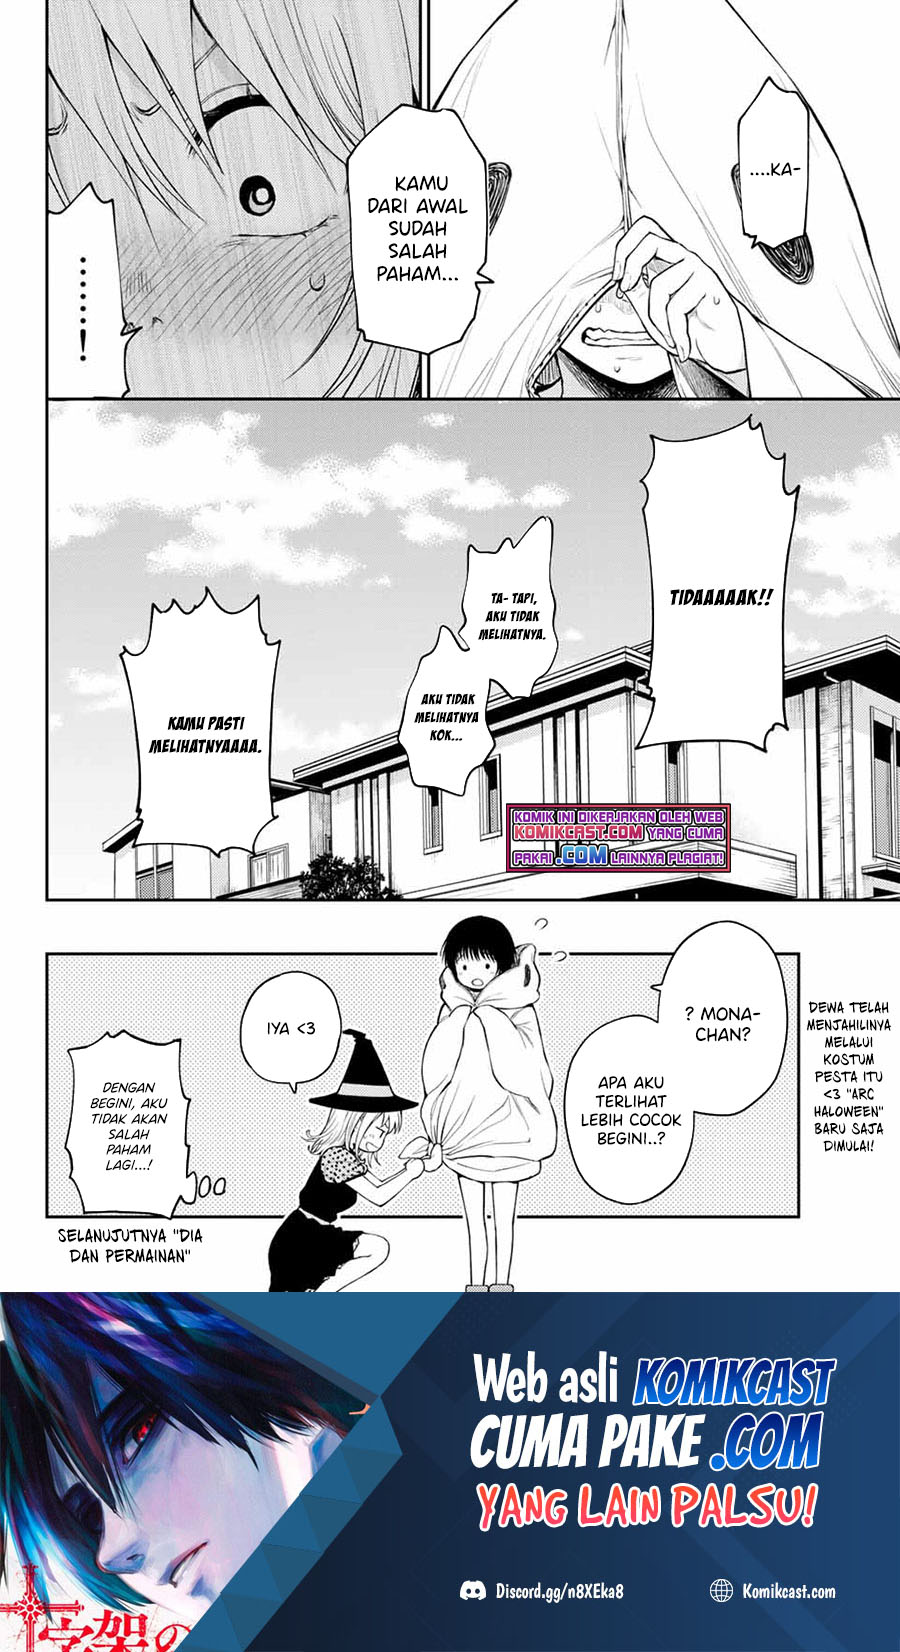 ....KA-
KAMU
DARI AWAL
SUDAH
SALAH
PAHAM...
......!
TIDAAAAAK!!
TA- TAPI,
AKU TIDAK
MELIHATNYA.
AKU TIDAK
MELIHATNYA
KOK...
KAMU PASTI
MELIHATNYAAAA.
KOMIK INI DIKERJAKAN OLEH WEB
KOMIKCAST.COM YANG CUMA
PAKAI .COM LAINNYA PLAGIAT!
? MONA-
CHAN?
APA AKU
TERLIHAT
LEBIH COCOK
BEGINI..?
IYA <3
DENGAN
BEGINI, AKU
TIDAK AKAN
SALAH
PAHAM
LAGI...!
DEWA TELAH
MENJAHILINYA
MELALUI
KOSTUM
PESTA ITU
<3 "ARC
HALOWEEN"
BARU SAJA
DIMULAI!
SELANUJUTNYA "DIA
DAN PERMAINAN"
Web asli KOMIKCAST
CUMA PAKE .COM
YANG LAIN PALSU!
Discord.gg/n8XEka8
Komikcast.com
字架の